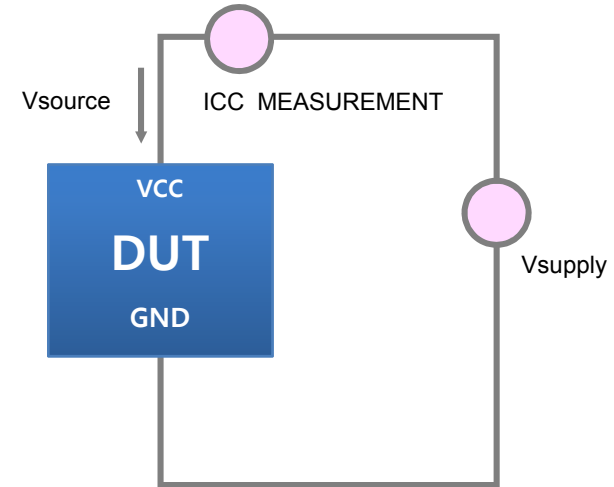 Vsource
ICC MEASUREMENT
VCC
DUT
GND
Vsupply